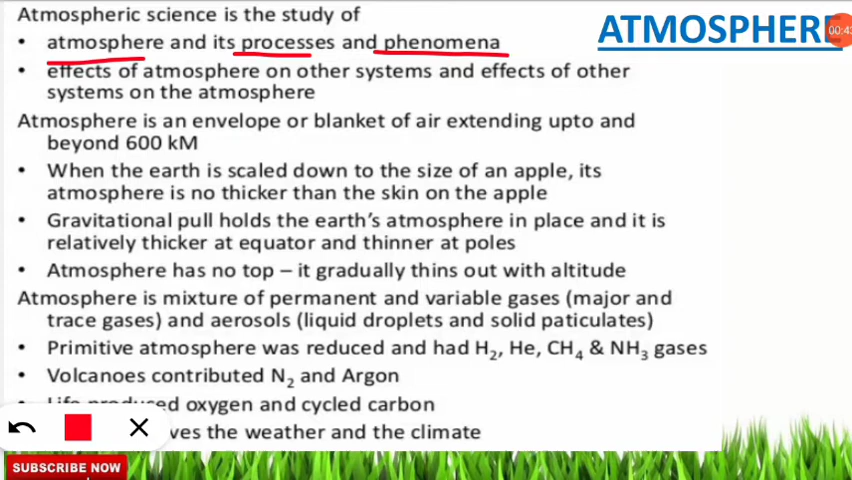 Atmospheric science is the study of
ATMOSPHERE
00:43
• atmosphere and its processes and phenomena
• effects of atmosphere on other systems and effects of other
systems on the atmosphere
Atmosphere is an envelope or blanket of air extending upto and
beyond 600 kM
• When the earth is scaled down to the size of an apple, its
atmosphere is no thicker than the skin on the apple
• Gravitational pull holds the earth's atmosphere in place and it is
relatively thicker at equator and thinner at poles
• Atmosphere has no top – it gradually thins out with altitude
Atmosphere is mixture of permanent and variable gases (major and
trace gases) and aerosols (liquid droplets and solid paticulates)
• Primitive atmosphere was reduced and had H₂, He, CH₄ & NH₃ gases
• Volcanoes contributed N₂ and Argon
• Life produced oxygen and cycled carbon
the weather and the climate
SUBSCRIBE NOW